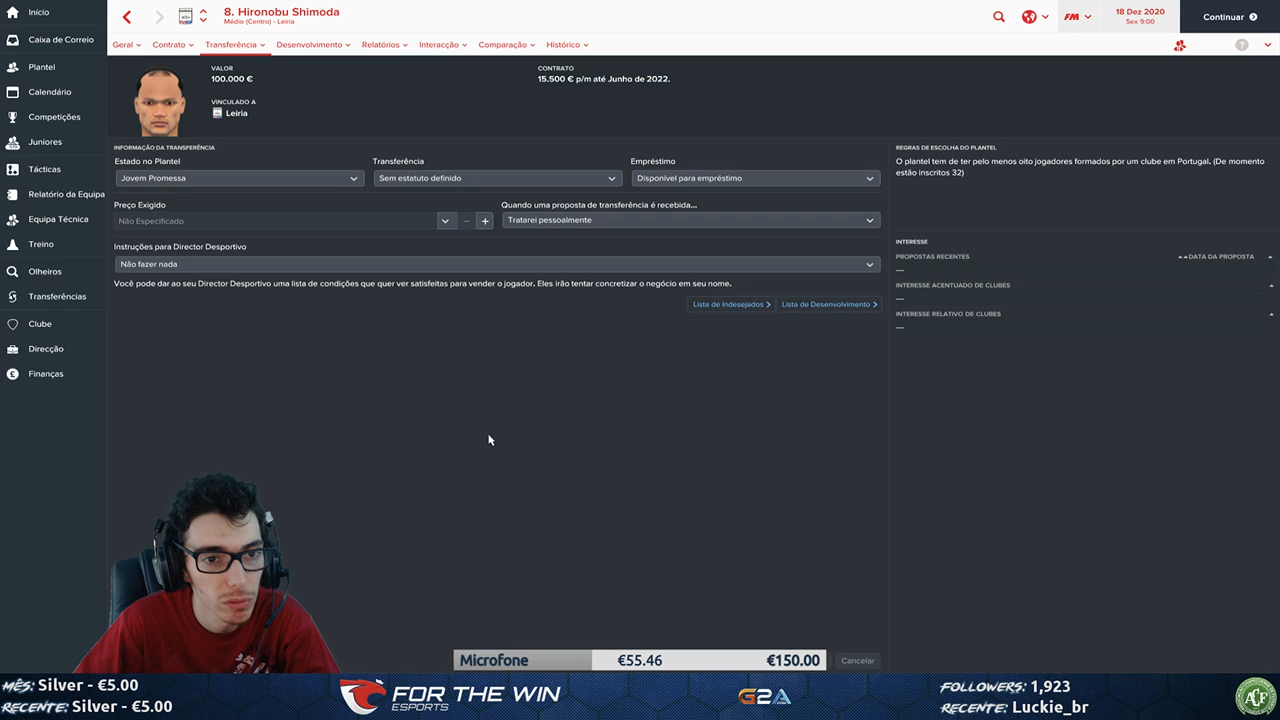 Início
Caixa de Correio
Plantel
Calendário
Competições
Juniores
Tácticas
Relatório da Equipa
Equipa Técnica
Treino
Olheiros
Transferências
Clube
Direcção
Finanças
8. Hironobu Shimoda
Médio (Centro) - Leiria
FM
18 Dez 2020
Sex 9:00
Continuar
Geral
Contrato
Transferência
Desenvolvimento
Relatórios
Interacção
Comparação
Histórico
?
VALOR
100.000 €
VINCULADO A
Leiria
CONTRATO
15.500 € p/m até Junho de 2022.
INFORMAÇÃO DA TRANSFERÊNCIA
Estado no Plantel
Transferência
Empréstimo
Jovem Promessa
Sem estatuto definido
Disponível para empréstimo
Preço Exigido
Quando uma proposta de transferência é recebida...
Não Especificado
Tratarei pessoalmente
Instruções para Director Desportivo
Não fazer nada
Você pode dar ao seu Director Desportivo uma lista de condições que quer ver satisfeitas para vender o jogador. Eles irão tentar concretizar o negócio em seu nome.
Lista de Indesejados
Lista de Desenvolvimento
REGRAS DE ESCOLHA DO PLANTEL
O plantel tem de ter pelo menos oito jogadores formados por um clube em Portugal. (De momento
estão inscritos 32)
INTERESSE
PROPOSTAS RECENTES
DATA DA PROPOSTA
---
INTERESSE ACENTUADO DE CLUBES
---
INTERESSE RELATIVO DE CLUBES
---
Microfone
€55.46
€150.00
Cancelar
MÊS: Silver - €5.00
RECENTE: Silver - €5.00
FOR THE WIN
ESPORTS
G2A
FOLLOWERS: 1,923
RECENTE: Luckie_br
ACF